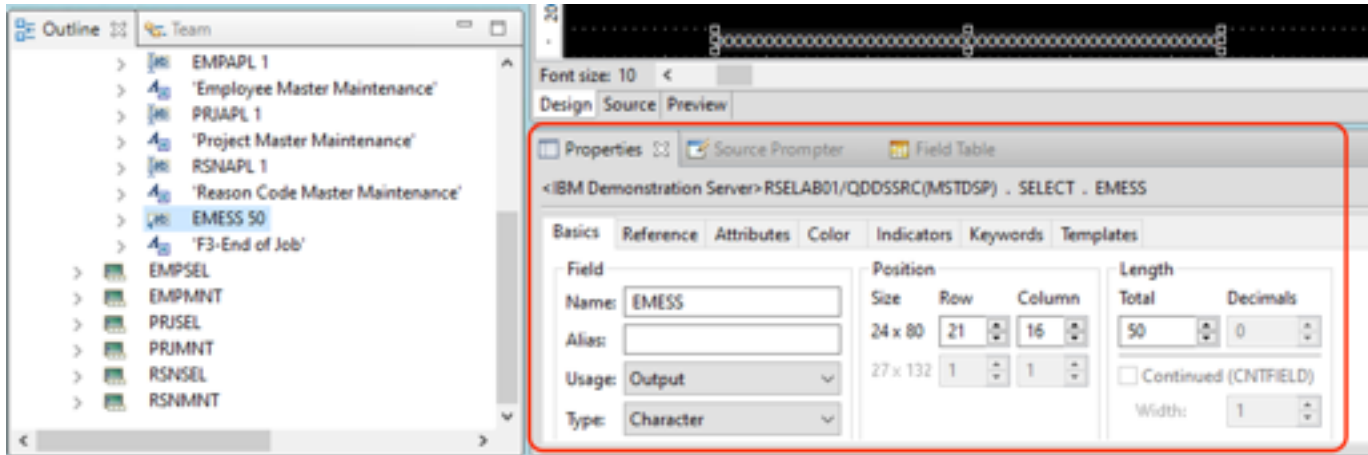 Outline
Team
EMPAPL 1
'Employee Master Maintenance'
PRJAPL 1
'Project Master Maintenance'
RSNAPL 1
'Reason Code Master Maintenance'
EMESS 50
'F3-End of Job'
EMPSEL
EMPMNT
PRJSEL
PRJMNT
RSNSEL
RSNMNT
20
Font size: 10
Design Source Preview
Properties Source Prompter Field Table
<IBM Demonstration Server>RSELAB01/QDDSSRC(MSTDSP) . SELECT . EMESS
Basics Reference Attributes Color Indicators Keywords Templates
Field
Name: EMESS
Alias:
Usage: Output
Type: Character
Position
Size Row Column
24 x 80 21 16
27 x 132 1 1
Length
Total Decimals
50 0
Continued (CNTFIELD)
Width: 1